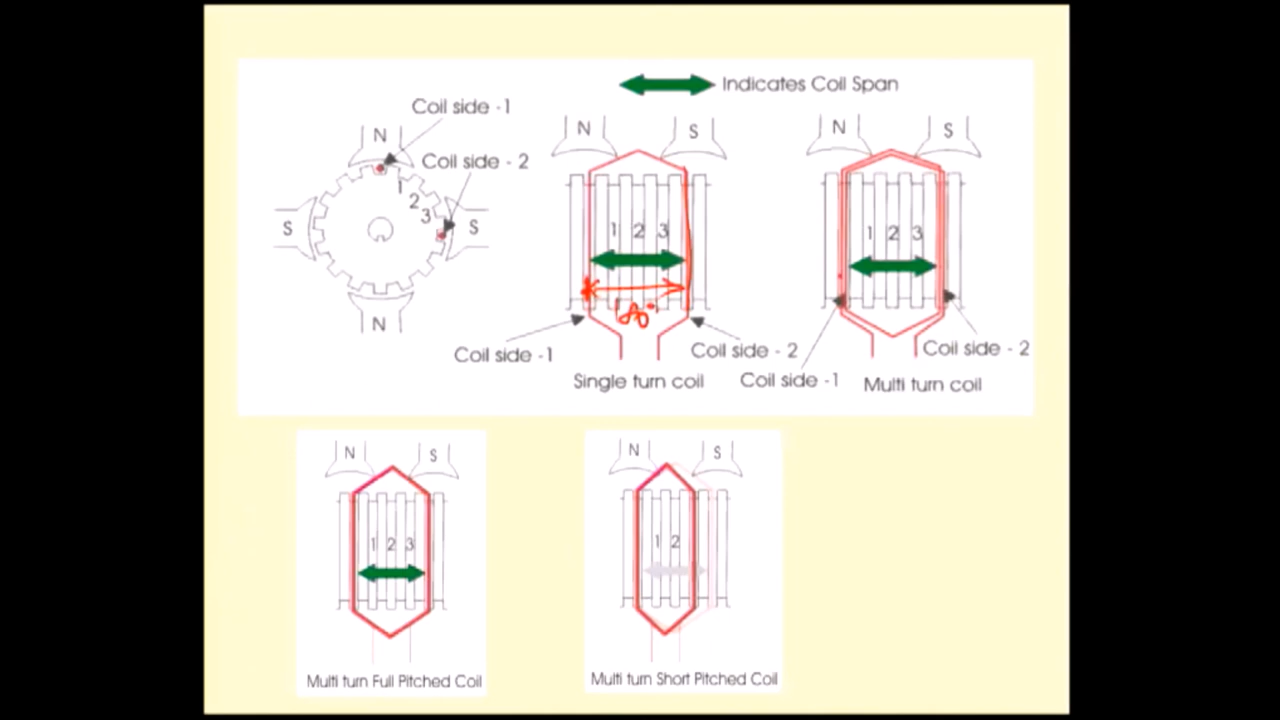 Indicates Coil Span
Coil side -1
N
Coil side - 2
1
2
3
S
S
N
N
S
1 2 3
180°
Coil side -1
Coil side - 2
Single turn coil
N
S
1 2 3
Coil side -1
Coil side - 2
Multi turn coil
N
S
1 2 3
Multi turn Full Pitched Coil
N
S
1 2
Multi turn Short Pitched Coil